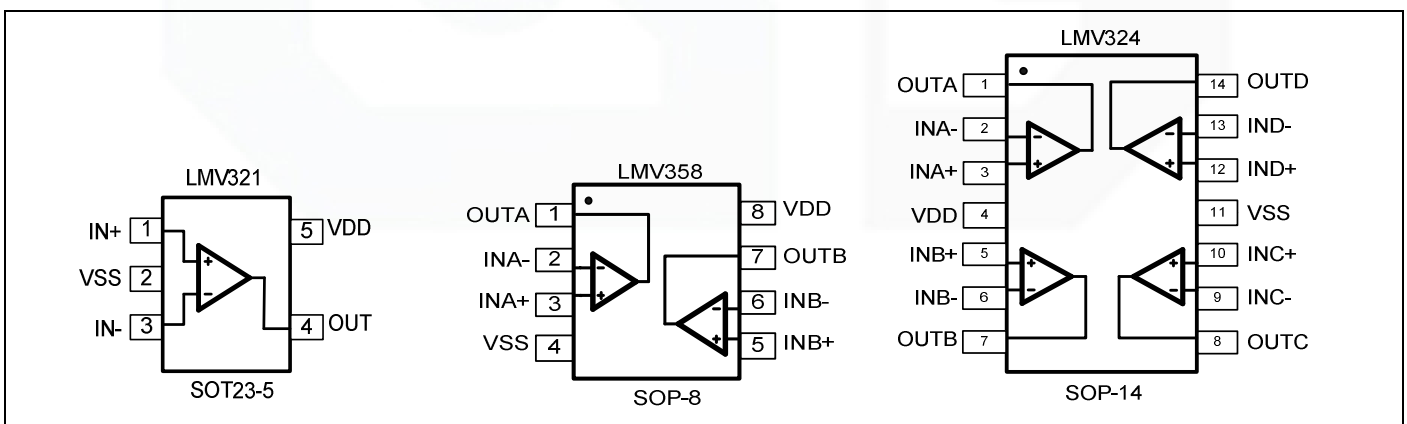 LMV321
IN+ 1
VSS 2
IN- 3
5 VDD
4 OUT
+
-
SOT23-5
LMV358
OUTA 1
INA- 2
INA+ 3
VSS 4
8 VDD
7 OUTB
6 INB-
5 INB+
-
+
-
+
SOP-8
LMV324
OUTA 1
INA- 2
INA+ 3
VDD 4
INB+ 5
INB- 6
OUTB 7
14 OUTD
13 IND-
12 IND+
11 VSS
10 INC+
9 INC-
8 OUTC
-
+
-
+
+
-
+
-
SOP-14